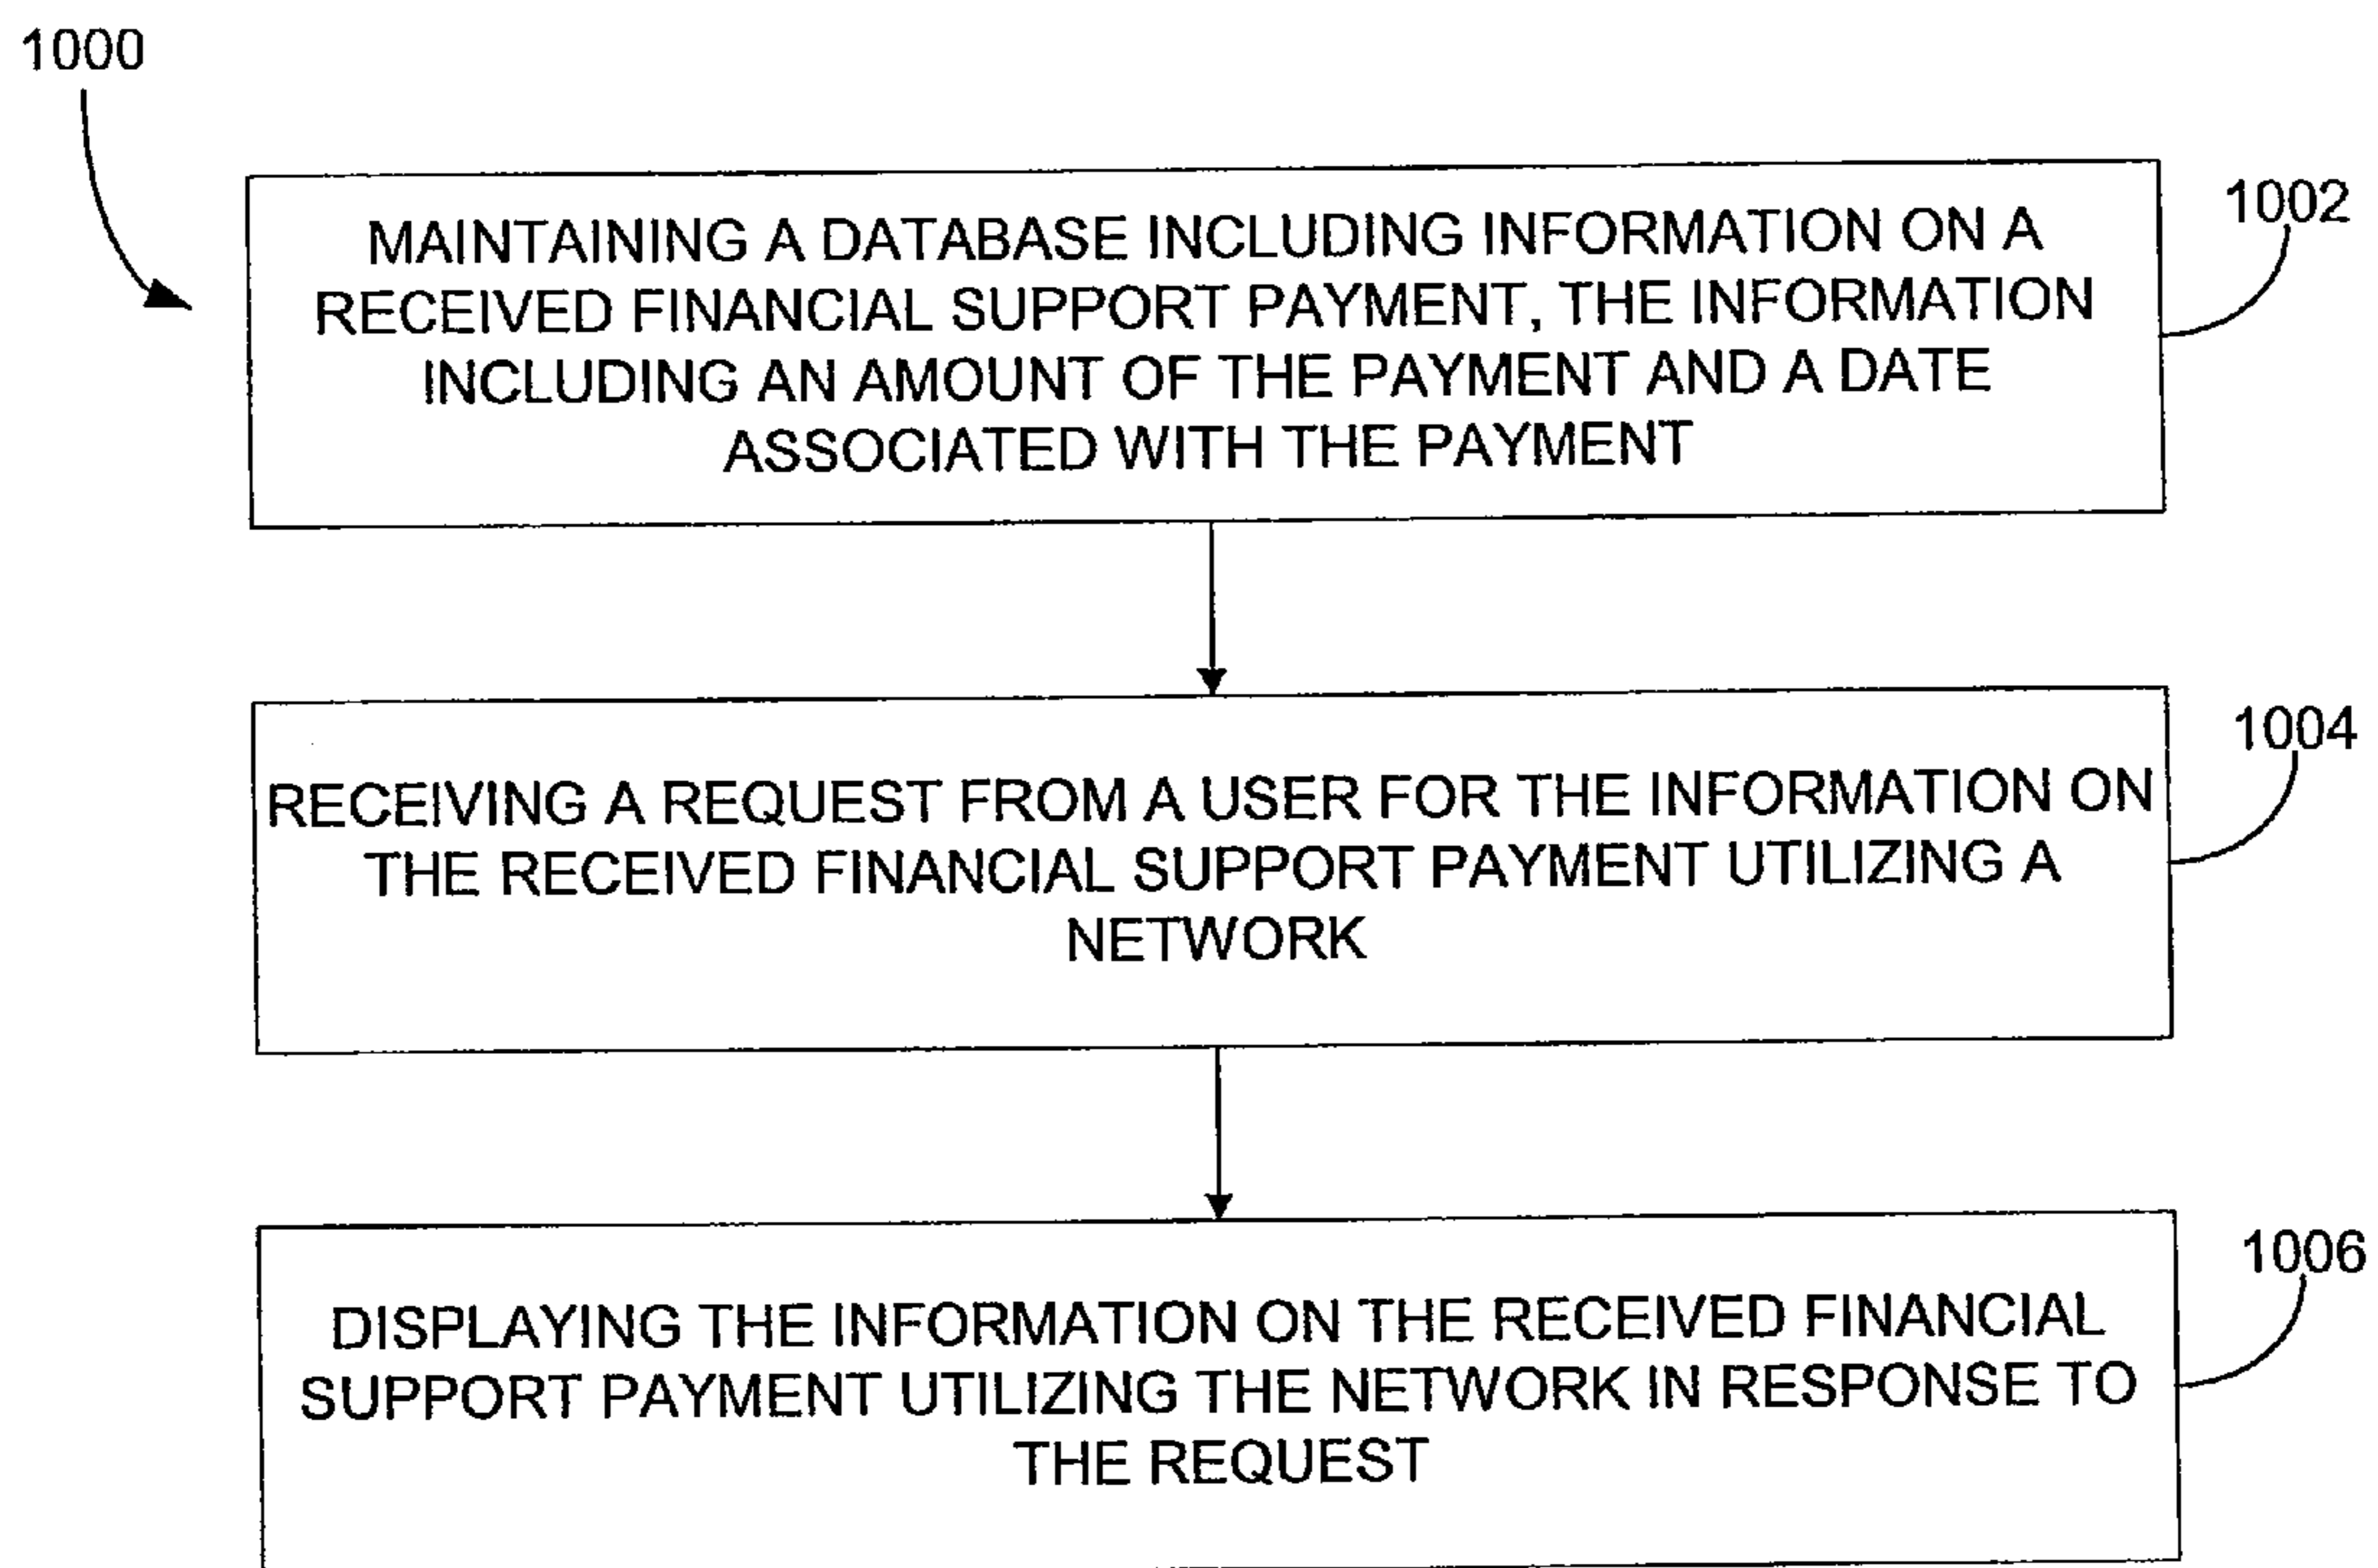 1000
1002
MAINTAINING A DATABASE INCLUDING INFORMATION ON A
RECEIVED FINANCIAL SUPPORT PAYMENT, THE INFORMATION
INCLUDING AN AMOUNT OF THE PAYMENT AND A DATE
ASSOCIATED WITH THE PAYMENT
1004
RECEIVING A REQUEST FROM A USER FOR THE INFORMATION ON
THE RECEIVED FINANCIAL SUPPORT PAYMENT UTILIZING A
NETWORK
1006
DISPLAYING THE INFORMATION ON THE RECEIVED FINANCIAL
SUPPORT PAYMENT UTILIZING THE NETWORK IN RESPONSE TO
THE REQUEST